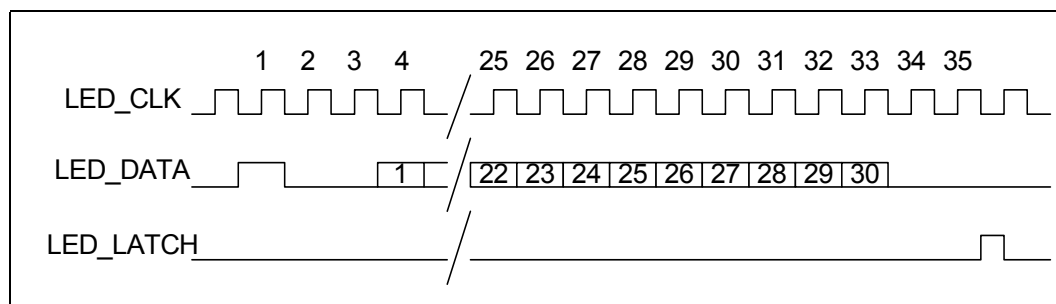 1 2 3 4 25 26 27 28 29 30 31 32 33 34 35
LED_CLK
LED_DATA 1 22 23 24 25 26 27 28 29 30
LED_LATCH